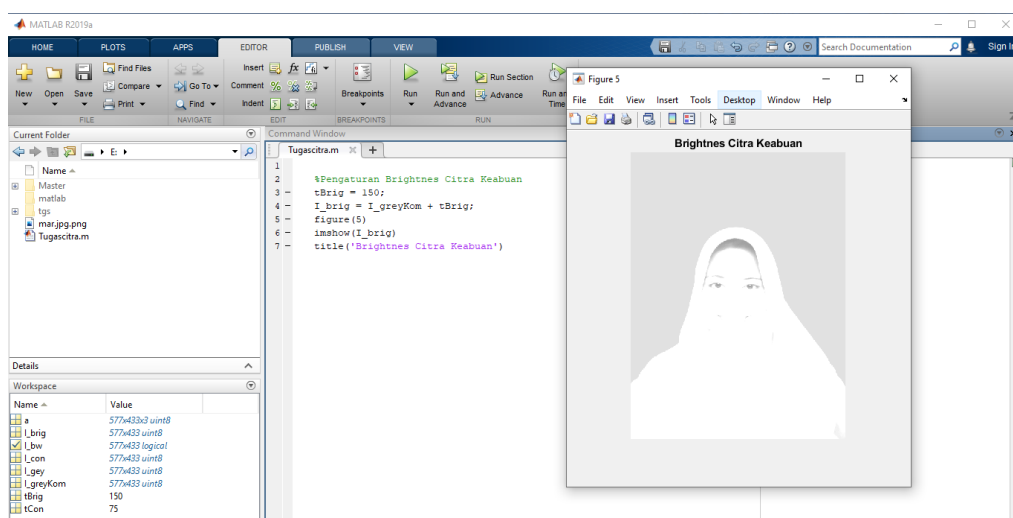 MATLAB R2019a
HOME PLOTS APPS EDITOR PUBLISH VIEW
Search Documentation
New Open Save
Find Files
Compare
Print
Go To
Find
Insert
Comment
Indent
Breakpoints
Run
Run and Advance
Run Section
Advance
FILE NAVIGATE EDIT BREAKPOINTS RUN
Current Folder
E:
Name
Master
matlab
tgs
mar.jpg.png
Tugascitra.m
Details
Workspace
Name Value
a 577x433x3 uint8
I_brig 577x433 uint8
I_bw 577x433 logical
I_con 577x433 uint8
I_gey 577x433 uint8
I_greyKom 577x433 uint8
tBrig 150
tCon 75
Command Window
Tugascitra.m
1
2 %Pengaturan Brightnes Citra Keabuan
3 - tBrig = 150;
4 - I_brig = I_greyKom + tBrig;
5 - figure(5)
6 - imshow(I_brig)
7 - title('Brightnes Citra Keabuan')
Figure 5
File Edit View Insert Tools Desktop Window Help
Brightnes Citra Keabuan